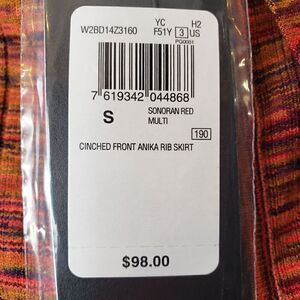 W2BD14Z3160 YC H2
F51Y 3 US
PG0001
7 619342 044868
S SONORAN RED
MULTI
190
CINCHED FRONT ANIKA RIB SKIRT
$98.00